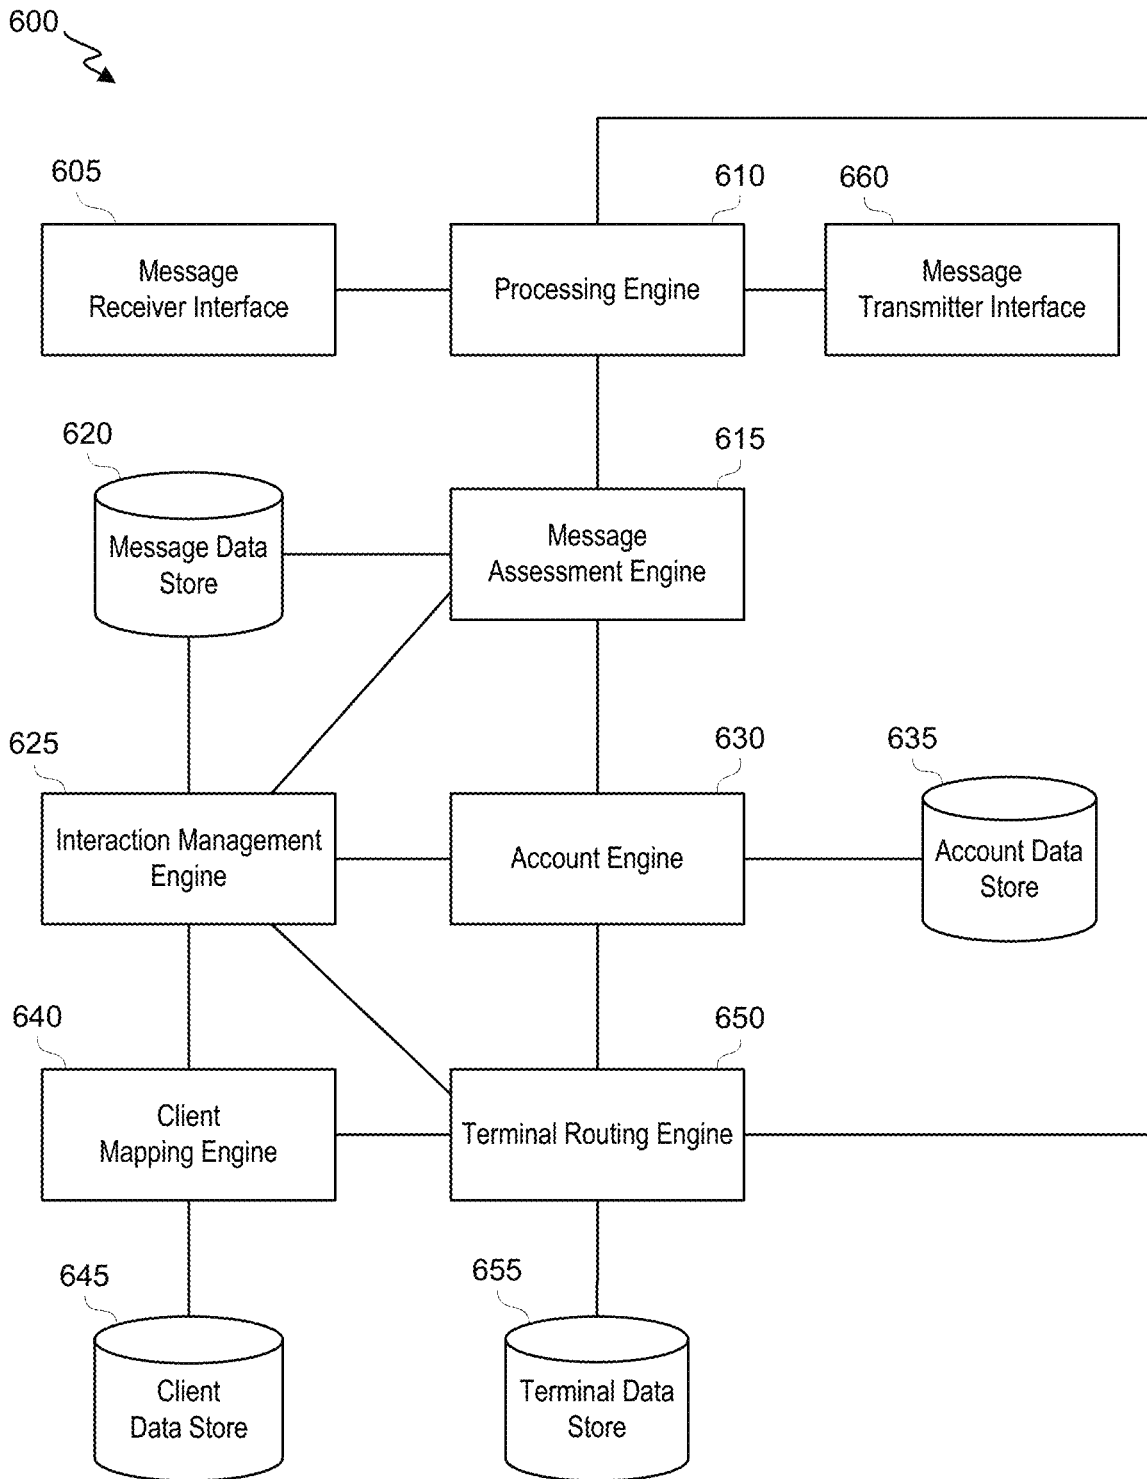 600
605
Message
Receiver Interface
610
Processing Engine
660
Message
Transmitter Interface
620
Message Data
Store
615
Message
Assessment Engine
625
Interaction Management
Engine
630
Account Engine
635
Account Data
Store
640
Client
Mapping Engine
650
Terminal Routing Engine
645
Client
Data Store
655
Terminal Data
Store